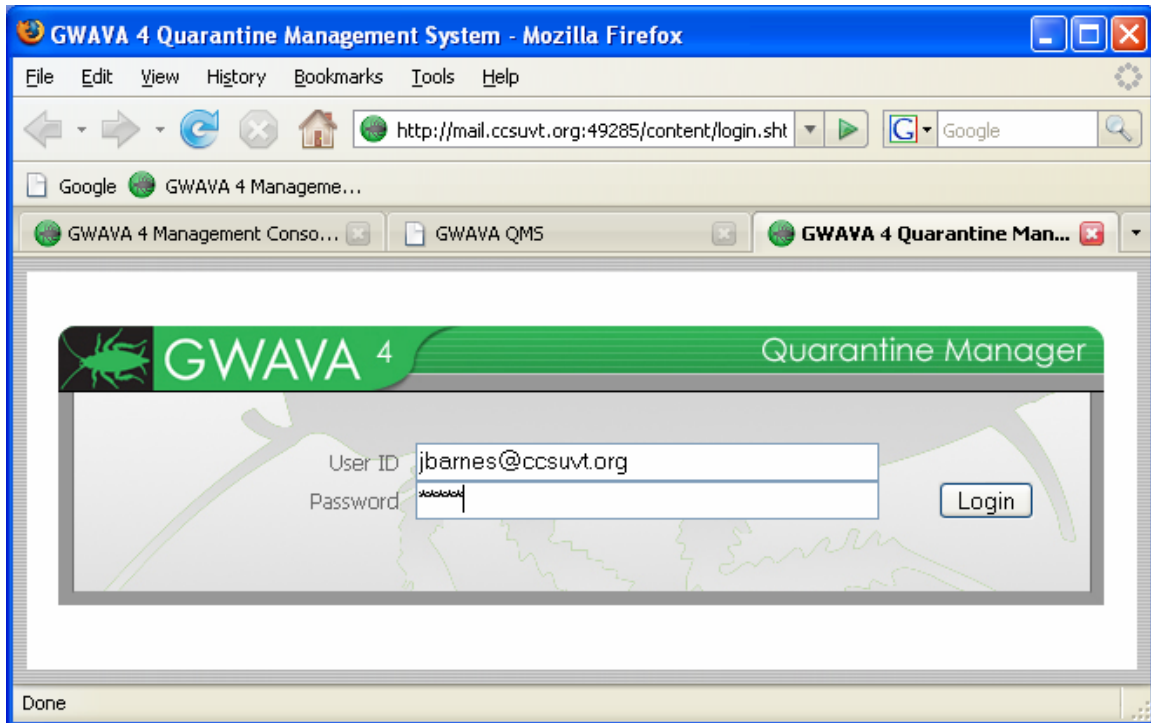 GWAVA 4 Quarantine Management System - Mozilla Firefox
File Edit View History Bookmarks Tools Help
http://mail.ccsuvt.org:49285/content/login.sht G Google
Google GWAVA 4 Manageme...
GWAVA 4 Management Conso... GWAVA QMS GWAVA 4 Quarantine Man...
GWAVA 4 Quarantine Manager
User ID jbarnes@ccsuvt.org
Password ****** Login
Done